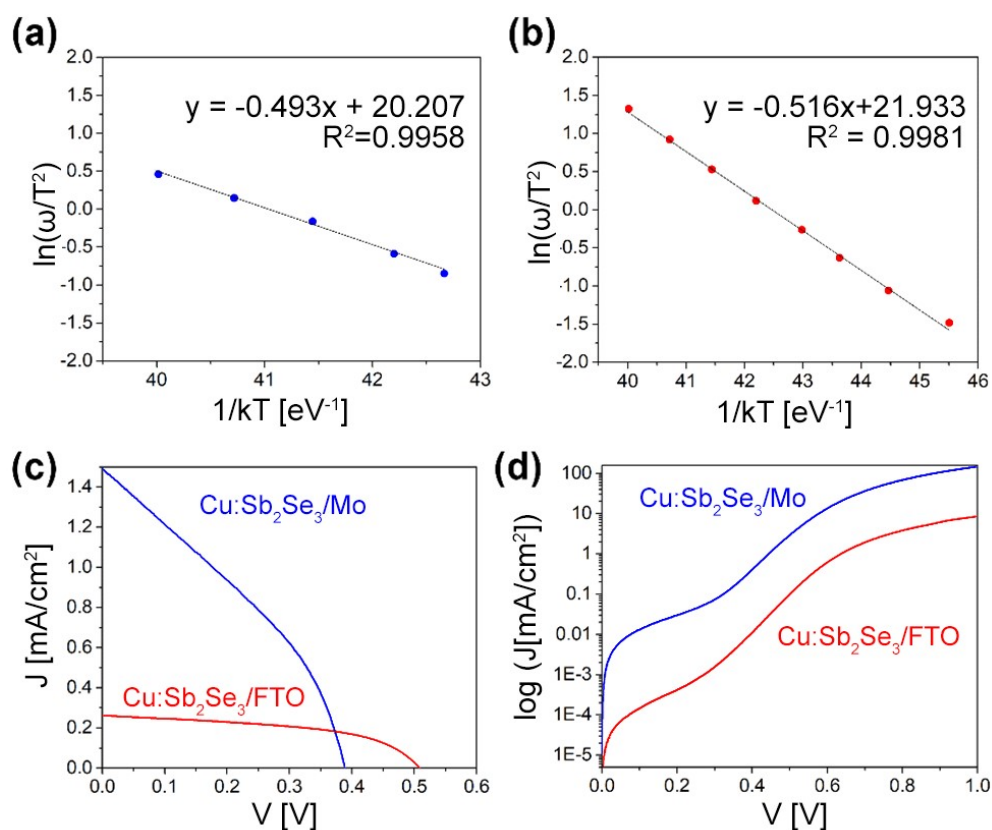 (a)
2.0
1.5
1.0
0.5
0.0
-0.5
-1.0
-1.5
-2.0
ln(ω/T²)
y = -0.493x + 20.207
R²=0.9958
40 41 42 43
1/kT [eV⁻¹]
(b)
2.0
1.5
1.0
0.5
0.0
-0.5
-1.0
-1.5
-2.0
ln(ω/T²)
y = -0.516x+21.933
R² = 0.9981
40 41 42 43 44 45 46
1/kT [eV⁻¹]
(c)
1.4
1.2
1.0
0.8
0.6
0.4
0.2
0.0
J [mA/cm²]
Cu:Sb₂Se₃/Mo
Cu:Sb₂Se₃/FTO
0.0 0.1 0.2 0.3 0.4 0.5 0.6
V [V]
(d)
100
10
1
0.1
0.01
1E-3
1E-4
1E-5
log (J[mA/cm²])
Cu:Sb₂Se₃/Mo
Cu:Sb₂Se₃/FTO
0.0 0.2 0.4 0.6 0.8 1.0
V [V]